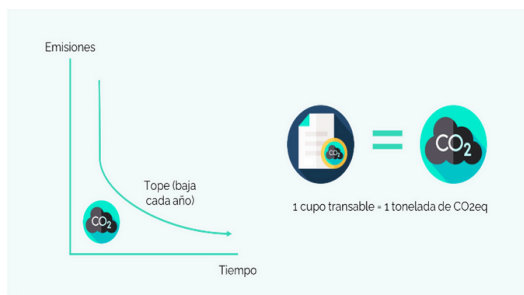 Emisiones
Tope (baja
cada año)
CO2
Tiempo
CO2
CO2
1 cupo transable = 1 tonelada de CO2eq